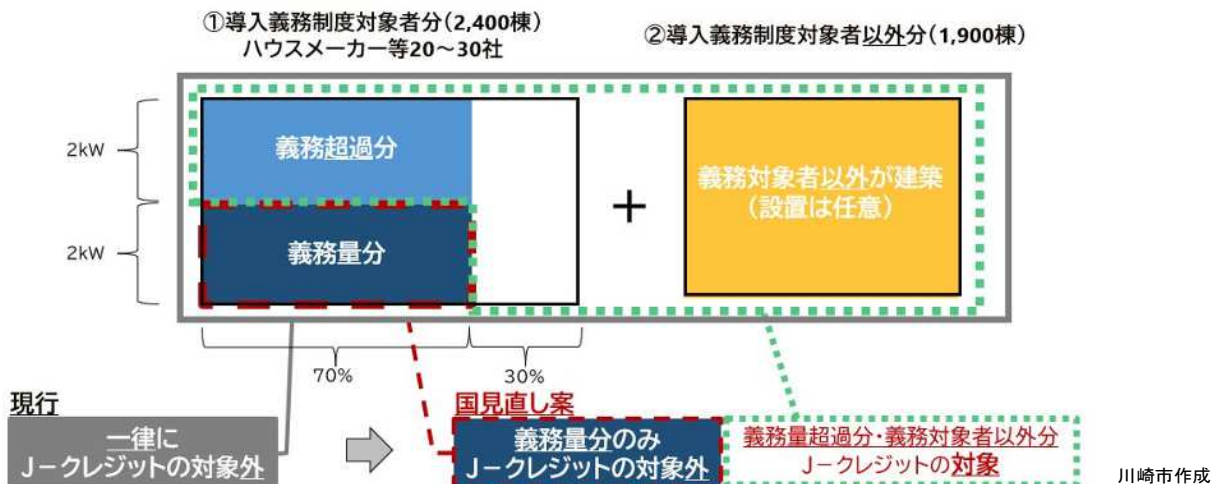 ①導入義務制度対象者分(2,400棟)
ハウスメーカー等20～30社
②導入義務制度対象者以外分(1,900棟)
2kW
義務超過分
2kW
義務量分
+
義務対象者以外が建築
(設置は任意)
70%
30%
現行
一律に
J－クレジットの対象外
国見直し案
義務量分のみ
J－クレジットの対象外
義務量超過分・義務対象者以外分
J－クレジットの対象
川崎市作成